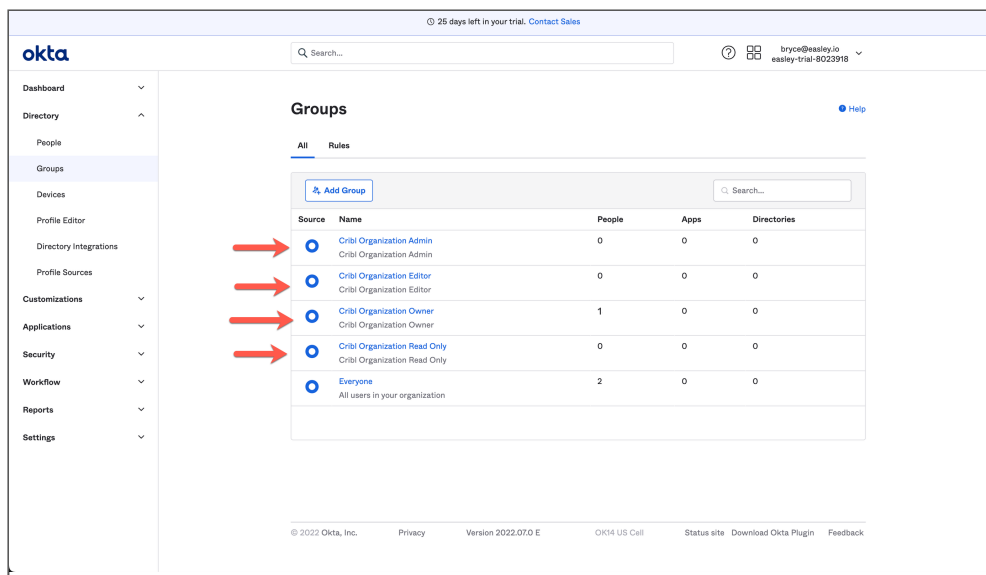 25 days left in your trial. Contact Sales
okta
Search...
bryce@easley.io
easley-trial-8023918
Dashboard
Directory
People
Groups
Devices
Profile Editor
Directory Integrations
Profile Sources
Customizations
Applications
Security
Workflow
Reports
Settings
Groups
Help
All Rules
Add Group
Search...
Source Name People Apps Directories
Cribl Organization Admin 0 0 0
Cribl Organization Admin
Cribl Organization Editor 0 0 0
Cribl Organization Editor
Cribl Organization Owner 1 0 0
Cribl Organization Owner
Cribl Organization Read Only 0 0 0
Cribl Organization Read Only
Everyone 2 0 0
All users in your organization
© 2022 Okta, Inc. Privacy Version 2022.07.0 E OK14 US Cell Status site Download Okta Plugin Feedback